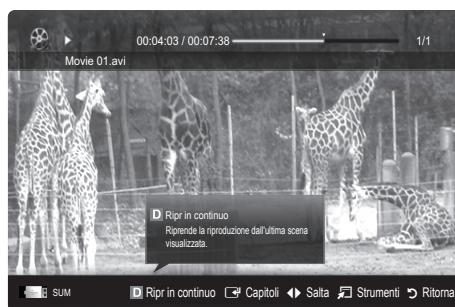 00:04:03 / 00:07:38 1/1
Movie 01.avi
D Ripr in continuo
Riprende la riproduzione dall'ultima scena
visualizzata.
SUM D Ripr in continuo Capitoli Salta Strumenti Ritorna